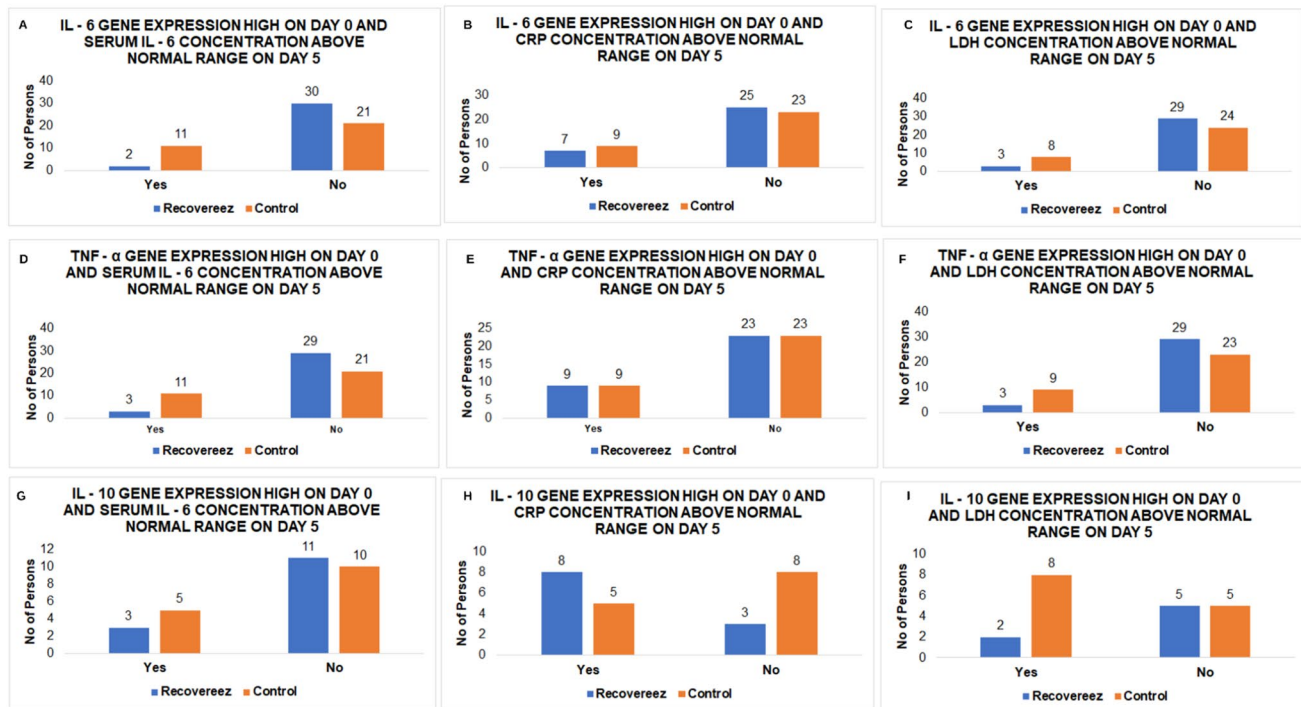 A
IL - 6 GENE EXPRESSION HIGH ON DAY 0 AND
SERUM IL - 6 CONCENTRATION ABOVE
NORMAL RANGE ON DAY 5
No of Persons
40
30
20
10
0
2
11
30
21
Yes
No
Recovereez
Control
B
IL - 6 GENE EXPRESSION HIGH ON DAY 0 AND
CRP CONCENTRATION ABOVE NORMAL
RANGE ON DAY 5
No of Persons
30
20
10
0
7
9
25
23
Yes
No
Recovereez
Control
C
IL - 6 GENE EXPRESSION HIGH ON DAY 0 AND
LDH CONCENTRATION ABOVE NORMAL
RANGE ON DAY 5
No of Persons
40
30
20
10
0
3
8
29
24
Yes
No
Recovereez
Control
D
TNF - α GENE EXPRESSION HIGH ON DAY 0
AND SERUM IL - 6 CONCENTRATION ABOVE
NORMAL RANGE ON DAY 5
No of Persons
40
30
20
10
0
3
11
29
21
Yes
No
Recovereez
Control
E
TNF - α GENE EXPRESSION HIGH ON DAY 0
AND CRP CONCENTRATION ABOVE NORMAL
RANGE ON DAY 5
No of Persons
25
20
15
10
5
0
9
9
23
23
Yes
No
Recovereez
Control
F
TNF - α GENE EXPRESSION HIGH ON DAY 0
AND LDH CONCENTRATION ABOVE NORMAL
RANGE ON DAY 5
No of Persons
40
30
20
10
0
3
9
29
23
Yes
No
Recovereez
Control
G
IL - 10 GENE EXPRESSION HIGH ON DAY 0
AND SERUM IL - 6 CONCENTRATION ABOVE
NORMAL RANGE ON DAY 5
No of Persons
12
10
8
6
4
2
0
3
5
11
10
Yes
No
Recovereez
Control
H
IL - 10 GENE EXPRESSION HIGH ON DAY 0 AND
CRP CONCENTRATION ABOVE NORMAL
RANGE ON DAY 5
No of Persons
10
8
6
4
2
0
8
5
3
8
Yes
No
Recovereez
Control
I
IL - 10 GENE EXPRESSION HIGH ON DAY 0
AND LDH CONCENTRATION ABOVE NORMAL
RANGE ON DAY 5
No of Persons
10
8
6
4
2
0
2
8
5
5
Yes
No
Recovereez
Control